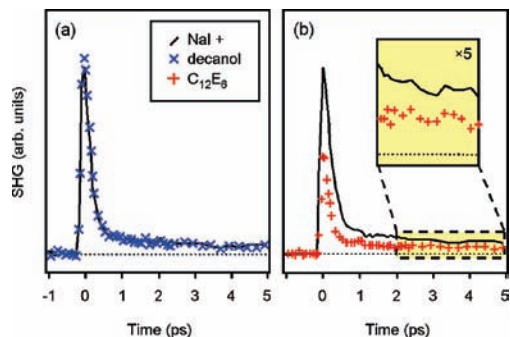 (a)
NaI +
decanol
C₁₂E₆
(b)
×5
SHG (arb. units)
-1 0 1 2 3 4 5
0 1 2 3 4 5
Time (ps)
Time (ps)